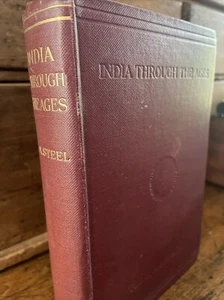 INDIA
THROUGH
THE AGES
STEEL
INDIA THROUGH THE AGES